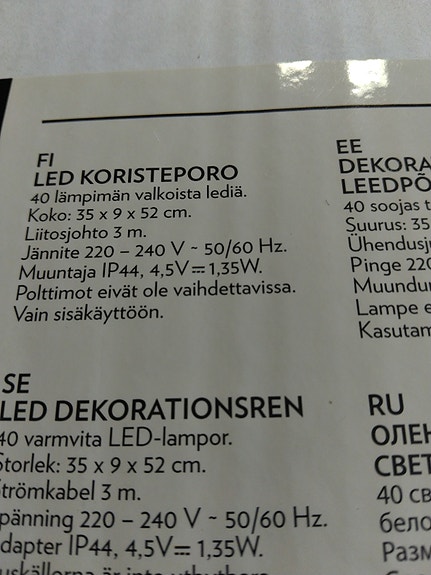 FI
LED KORISTEPORO
40 lämpimän valkoista lediä.
Koko: 35 x 9 x 52 cm.
Liitosjohto 3 m.
Jännite 220 – 240 V ~ 50/60 Hz.
Muuntaja IP44, 4,5V⎓1,35W.
Polttimot eivät ole vaihdettavissa.
Vain sisäkäyttöön.
EE
DEKORA
LEEDPÕ
40 soojas t
Suurus: 35
Ühendusj
Pinge 220
Muundu
Lampe e
Kasutam
SE
LED DEKORATIONSREN
40 varmvita LED-lampor.
Storlek: 35 x 9 x 52 cm.
Strömkabel 3 m.
pänning 220 – 240 V ~ 50/60 Hz.
dapter IP44, 4,5V⎓ 1,35W.
RU
ОЛЕН
СВЕТ
40 св
бело
Разм